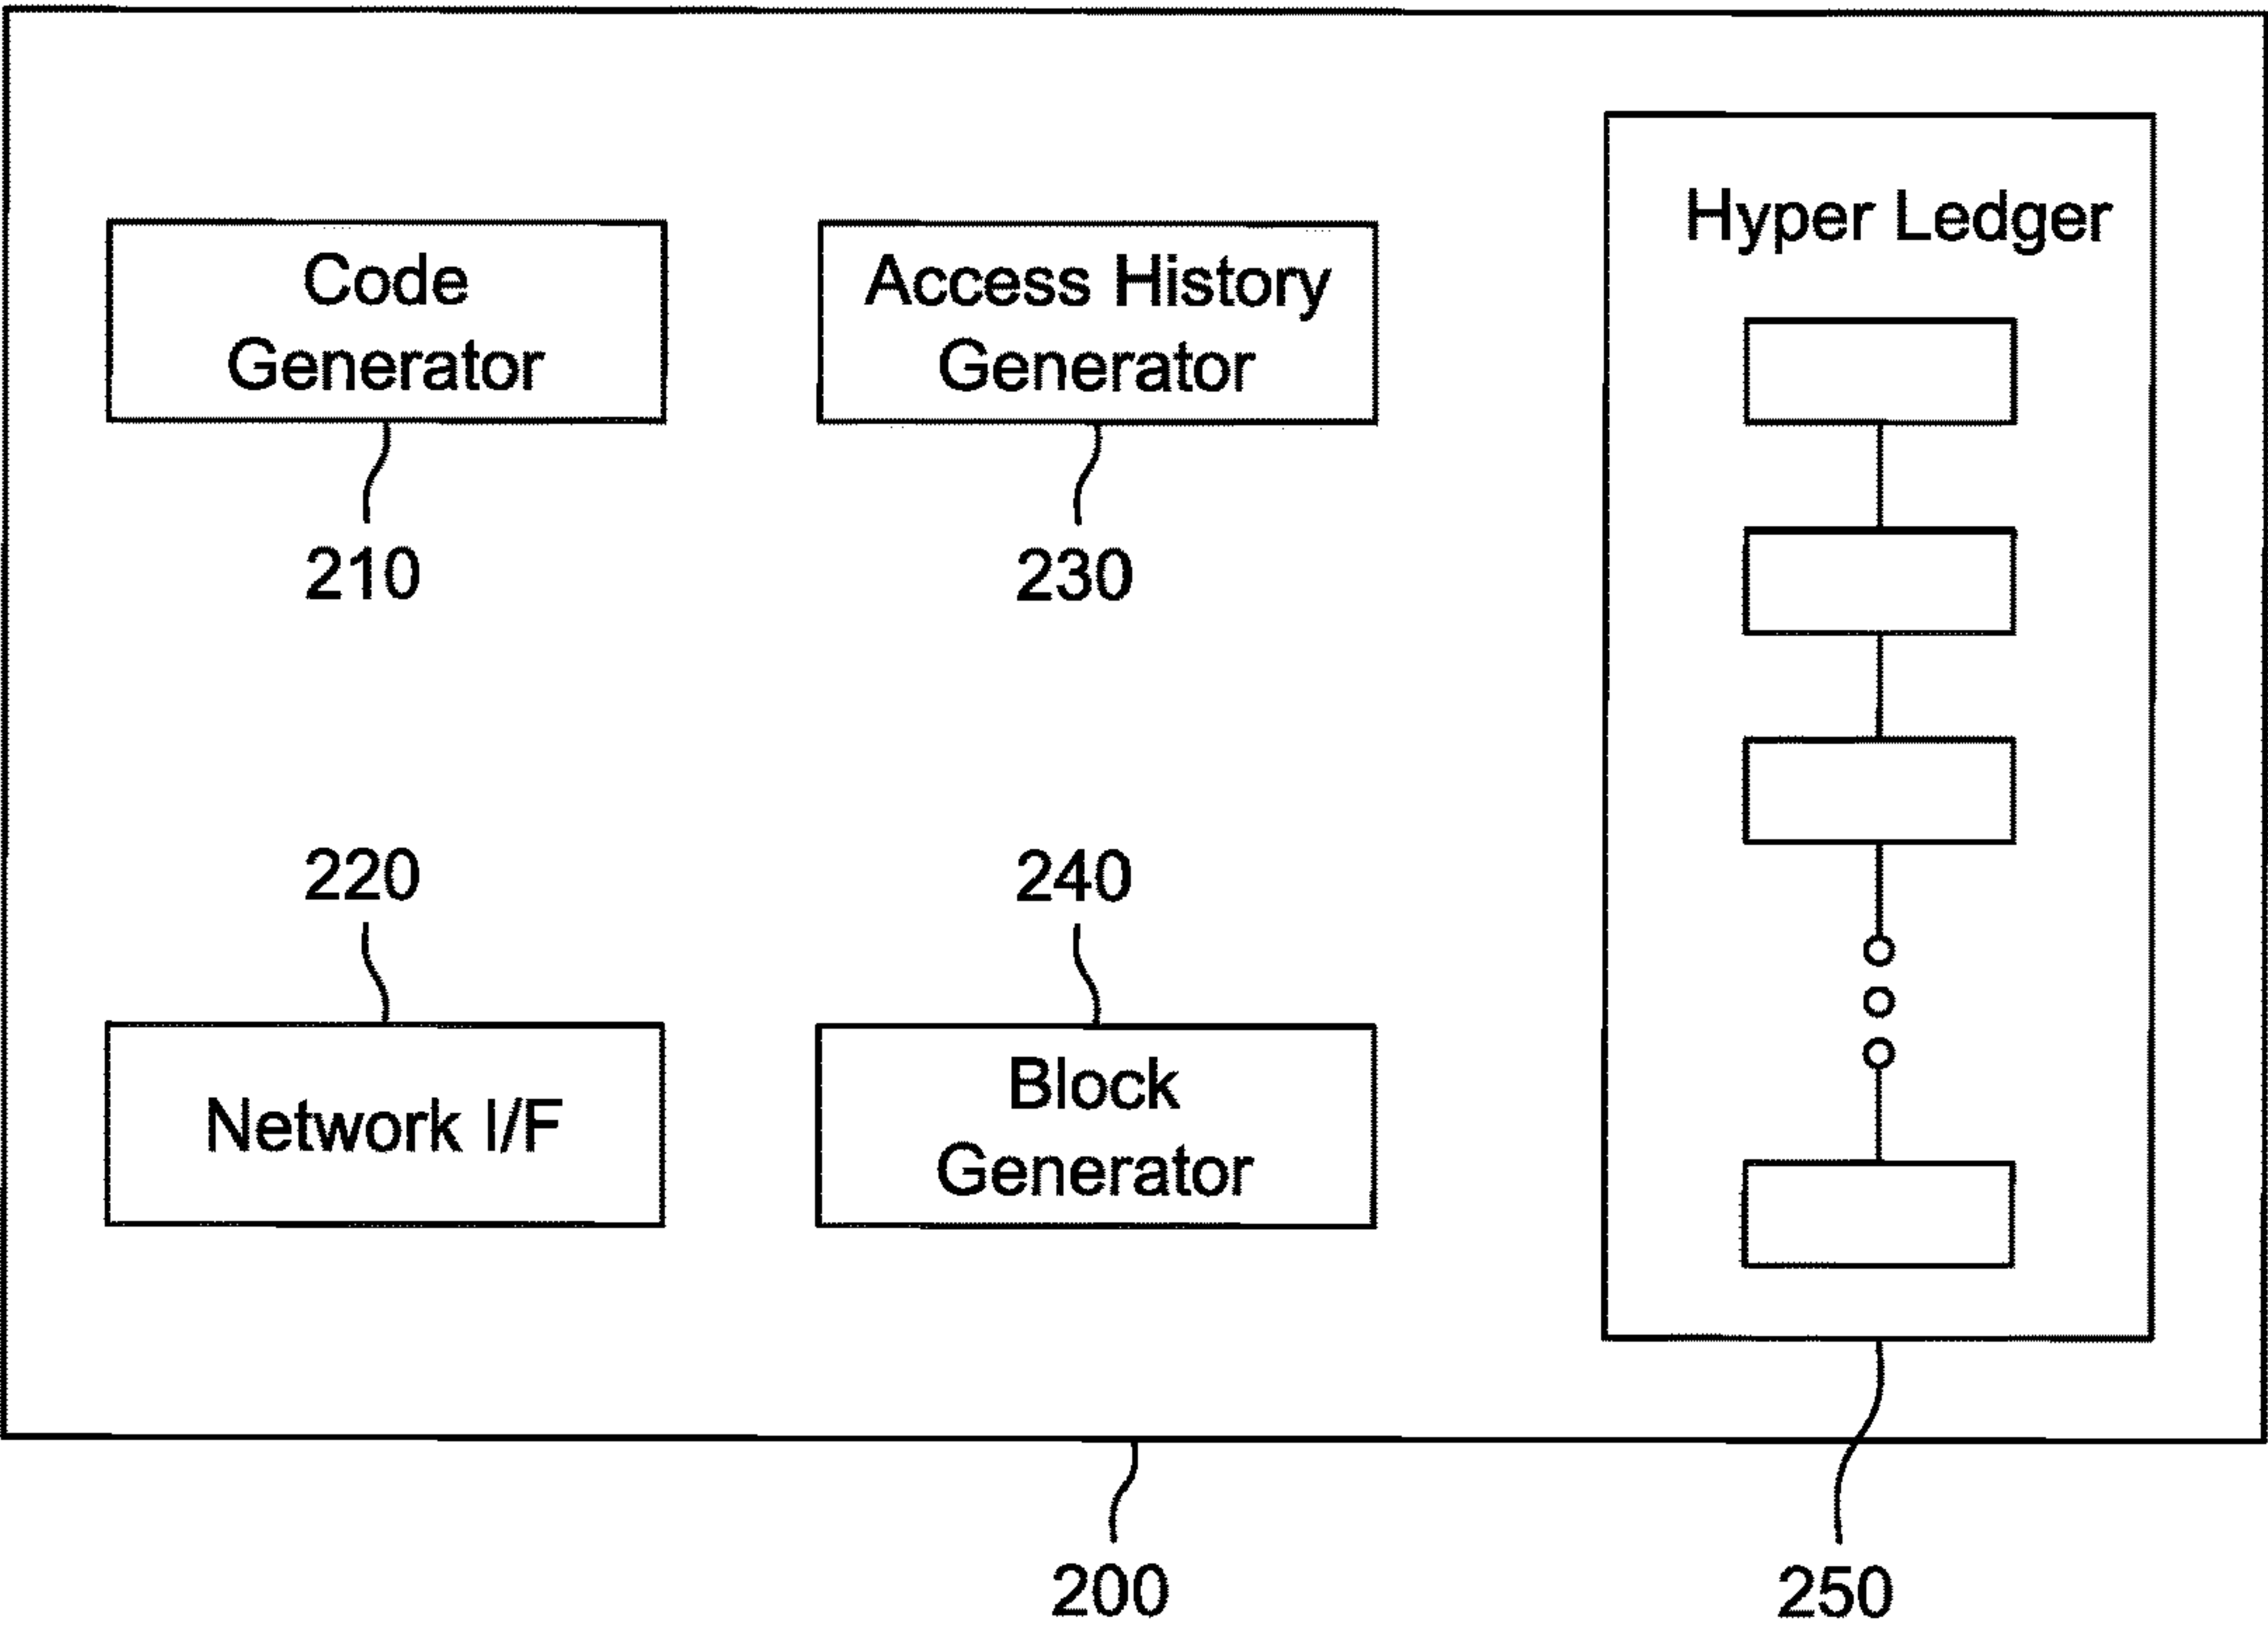 Code
Generator
210
Access History
Generator
230
220
Network I/F
240
Block
Generator
Hyper Ledger
200
250